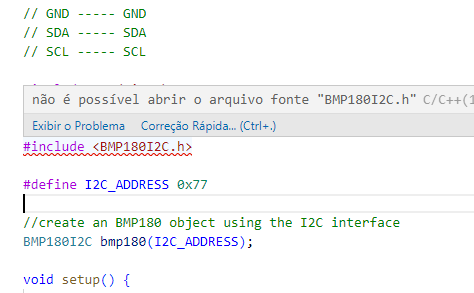 // GND ----- GND
// SDA ----- SDA
// SCL ----- SCL
não é possível abrir o arquivo fonte "BMP180I2C.h" C/C++(1
Exibir o Problema Correção Rápida... (Ctrl+.)
#include <BMP180I2C.h>
#define I2C_ADDRESS 0x77
//create an BMP180 object using the I2C interface
BMP180I2C bmp180(I2C_ADDRESS);
void setup() {